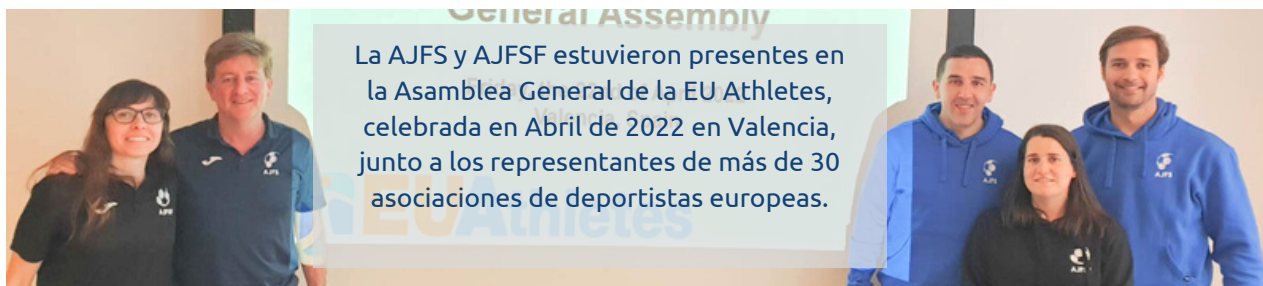 General Assembly
La AJFS y AJFSF estuvieron presentes en
la Asamblea General de la EU Athletes,
celebrada en Abril de 2022 en Valencia,
junto a los representantes de más de 30
asociaciones de deportistas europeas.
EUAthletes
AJFS
AJFS
AJFS